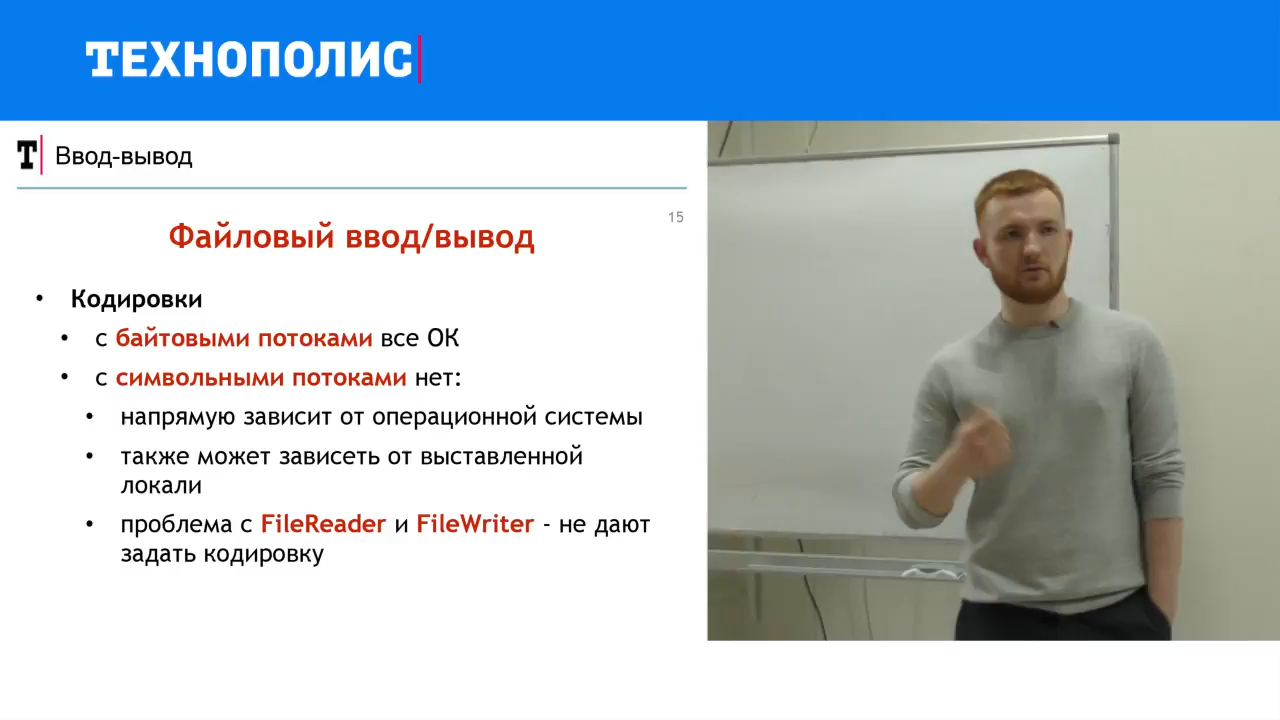 ТЕХНОПОЛИС
Т Ввод-вывод
15
Файловый ввод/вывод
• Кодировки
• с байтовыми потоками все ОК
• с символьными потоками нет:
• напрямую зависит от операционной системы
• также может зависеть от выставленной
локали
• проблема с FileReader и FileWriter - не дают
задать кодировку